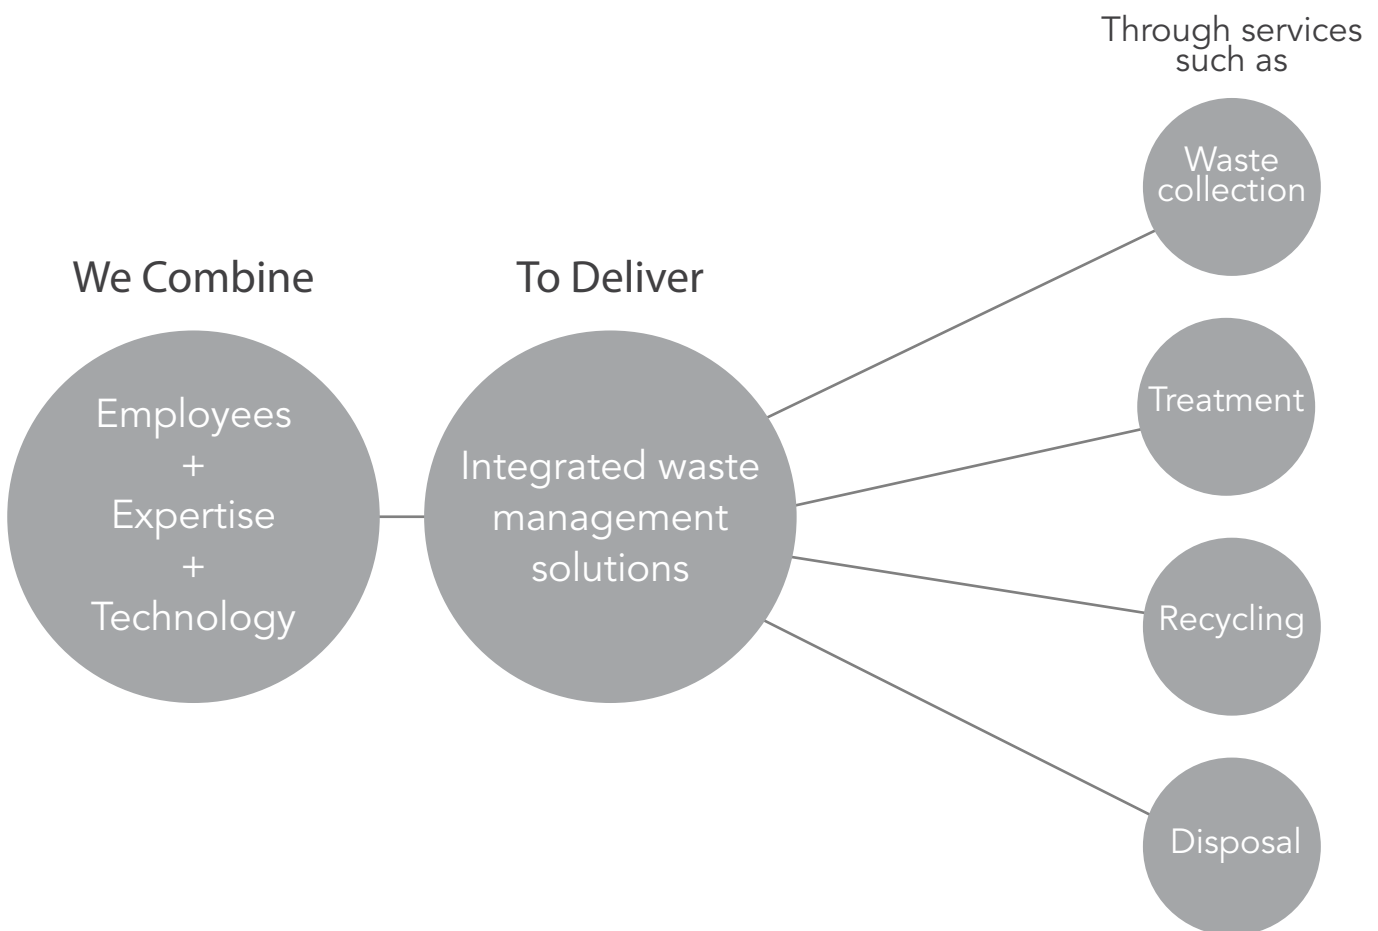 We Combine
Employees
+
Expertise
+
Technology
To Deliver
Integrated waste
management
solutions
Through services
such as
Waste
collection
Treatment
Recycling
Disposal